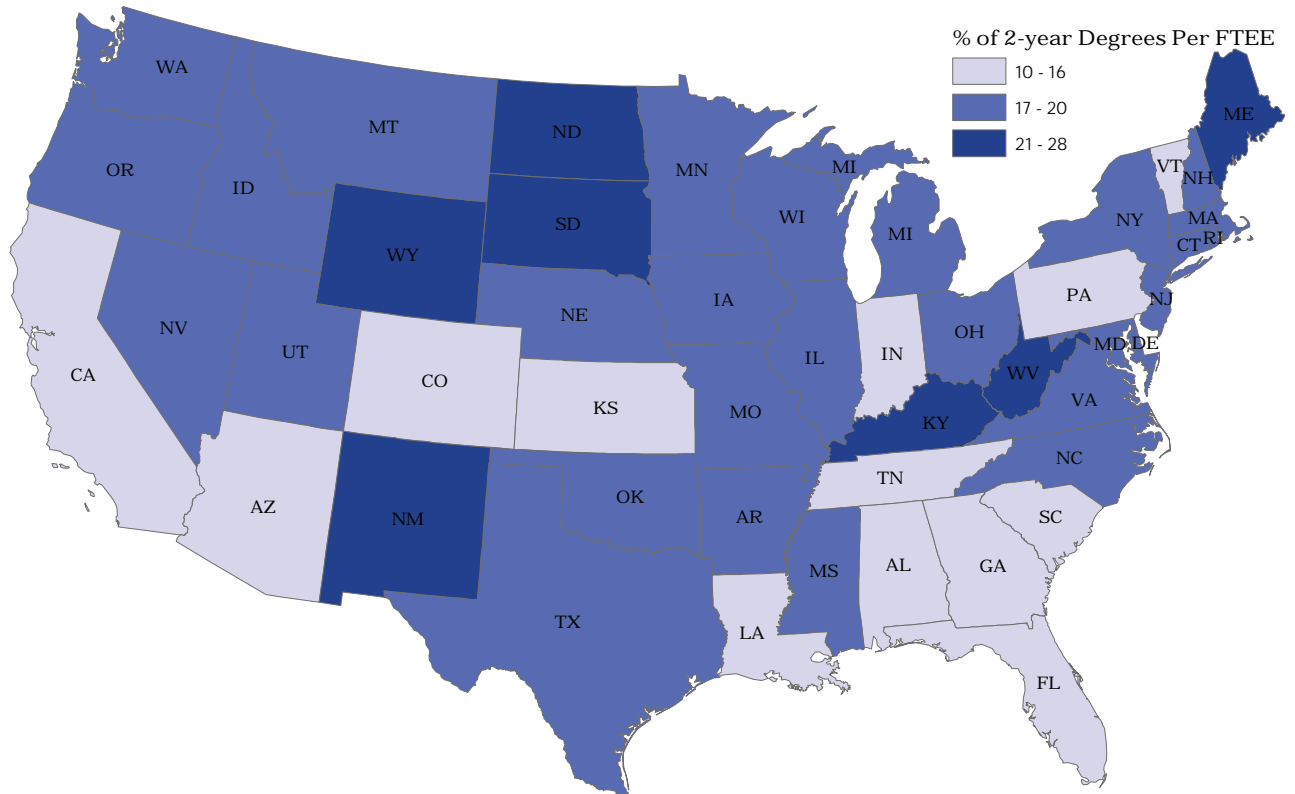 % of 2-year Degrees Per FTEE
10 - 16
17 - 20
21 - 28
WA
MT
ND
MN
ME
OR
ID
SD
WI
MI
MI
VT
NH
NY
MA
CT
RI
WY
IA
NE
PA
NJ
NV
UT
CO
IL
IN
OH
MD
DE
CA
KS
MO
WV
VA
KY
NC
AZ
NM
OK
AR
TN
SC
MS
AL
GA
TX
LA
FL